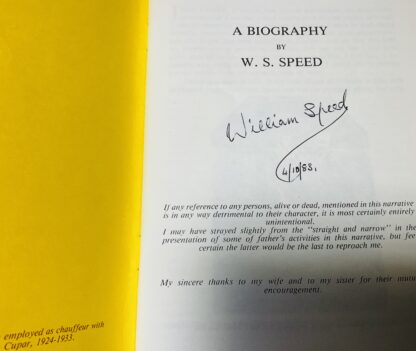 A BIOGRAPHY
BY
W. S. SPEED
William Speed
4/10/83.
If any reference to any persons, alive or dead, mentioned in this narrative
is in any way detrimental to their character, it is most certainly entirely
unintentional.
I may have strayed slightly from the "straight and narrow" in the
presentation of some of father's activities in this narrative, but feel
certain the latter would be the last to reproach me.
My sincere thanks to my wife and to my sister for their
encouragement.
employed as chauffeur with
Cupar, 1924-1933.